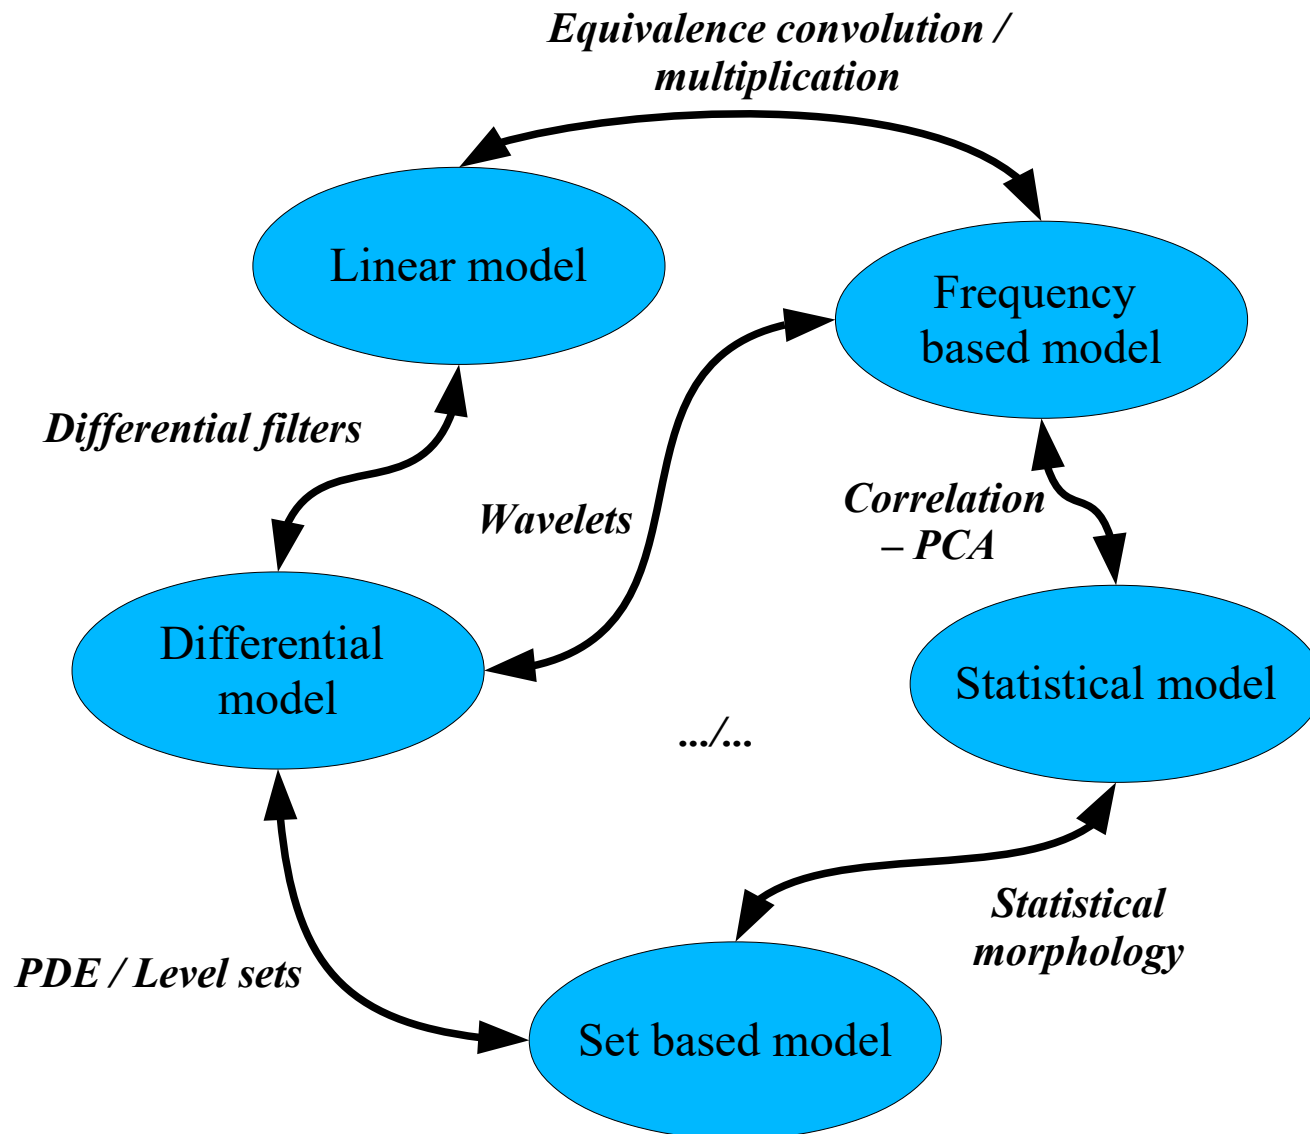 Equivalence convolution /
multiplication
Linear model
Frequency
based model
Differential filters
Wavelets
Correlation
– PCA
Differential
model
Statistical model
.../...
Statistical
morphology
PDE / Level sets
Set based model